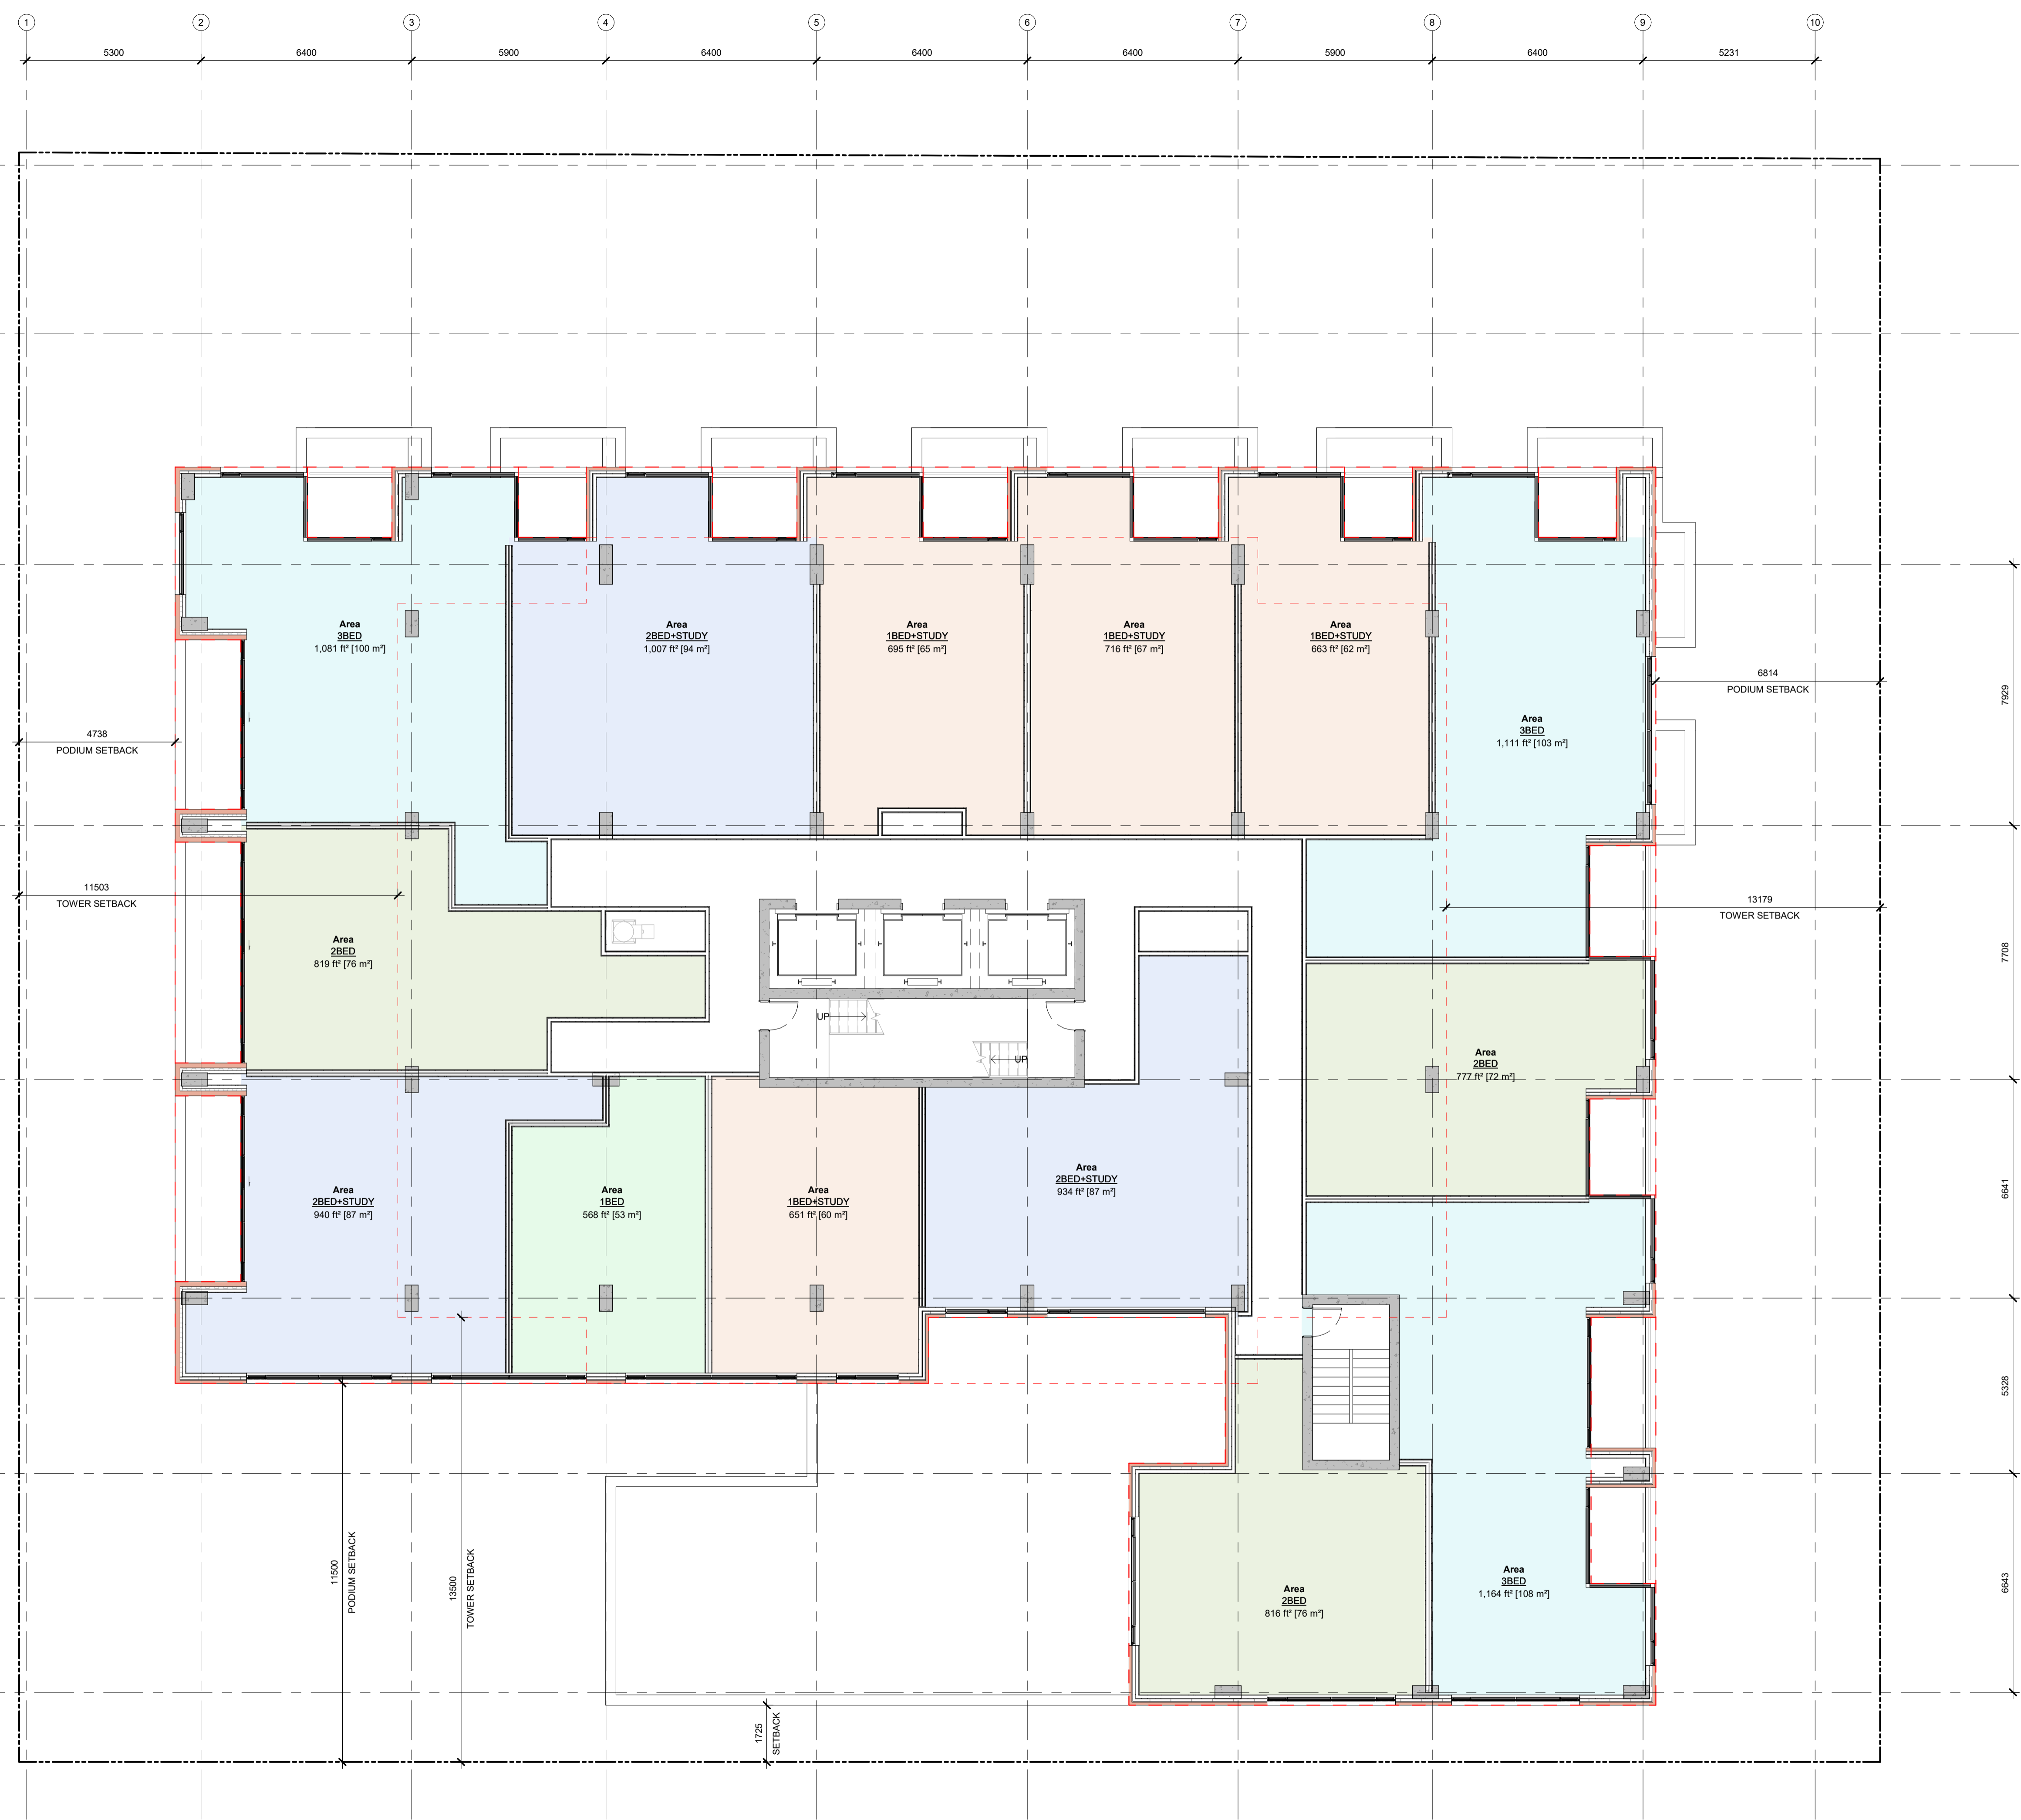 1 2 3 4 5 6 7 8 9 10
5300 6400 5900 6400 6400 6400 5900 6400 5231
Area
3BED
1,081 ft² [100 m²]
Area
2BED+STUDY
1,007 ft² [94 m²]
Area
1BED+STUDY
695 ft² [65 m²]
Area
1BED+STUDY
716 ft² [67 m²]
Area
1BED+STUDY
663 ft² [62 m²]
Area
3BED
1,111 ft² [103 m²]
6814
PODIUM SETBACK
7929
4738
PODIUM SETBACK
11503
TOWER SETBACK
13179
TOWER SETBACK
7708
Area
2BED
819 ft² [76 m²]
UP
UP
Area
2BED
777 ft² [72 m²]
Area
2BED+STUDY
940 ft² [87 m²]
Area
1BED
568 ft² [53 m²]
Area
1BED+STUDY
651 ft² [60 m²]
Area
2BED+STUDY
934 ft² [87 m²]
6641
5328
11500
PODIUM SETBACK
13500
TOWER SETBACK
Area
2BED
816 ft² [76 m²]
Area
3BED
1,164 ft² [108 m²]
6643
1725
SETBACK